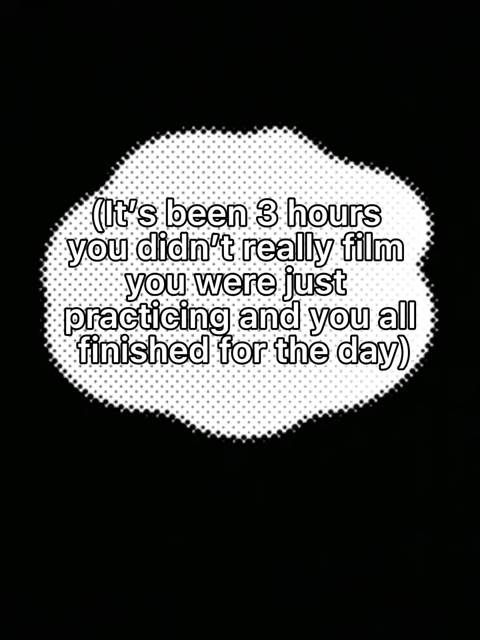 (It's been 3 hours
you didn't really film
you were just
practicing and you all
finished for the day)